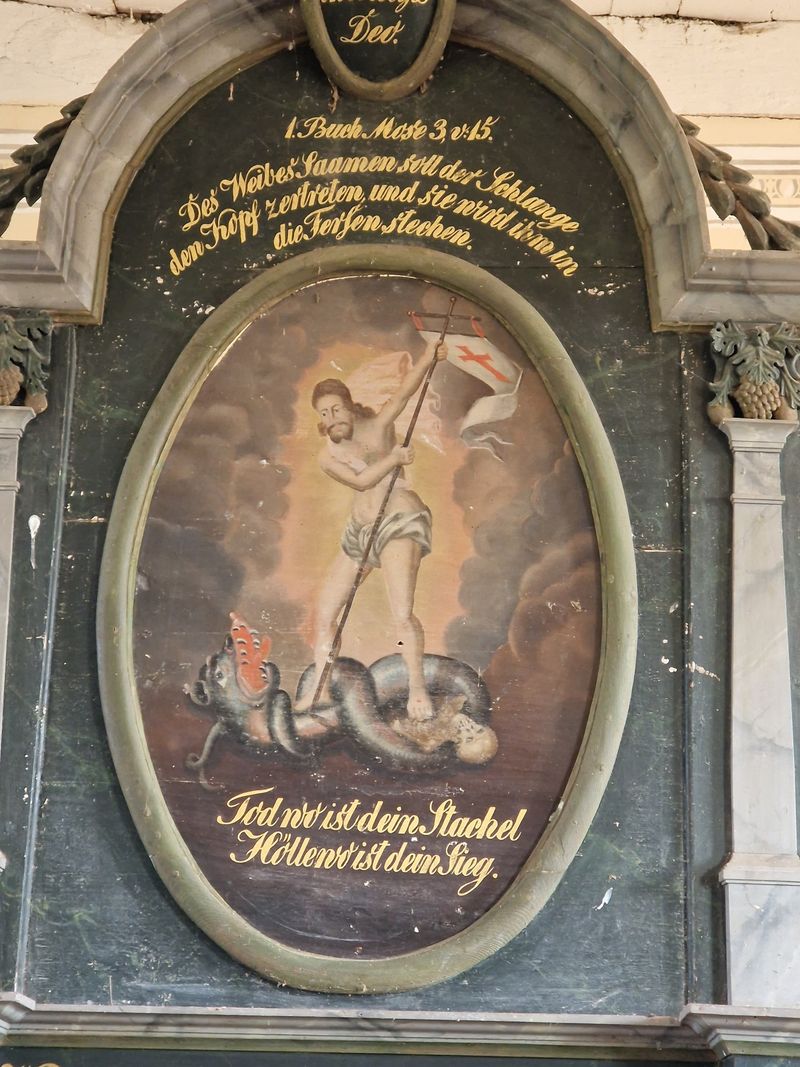 Deo.
1. Buch Mose 3, v: 15.
Des Weibes Saamen soll der Schlange
den Kopf zertreten, und sie wird ihm in
die Fersen stechen.
Tod wo ist dein Stachel
Hölle wo ist dein Sieg.